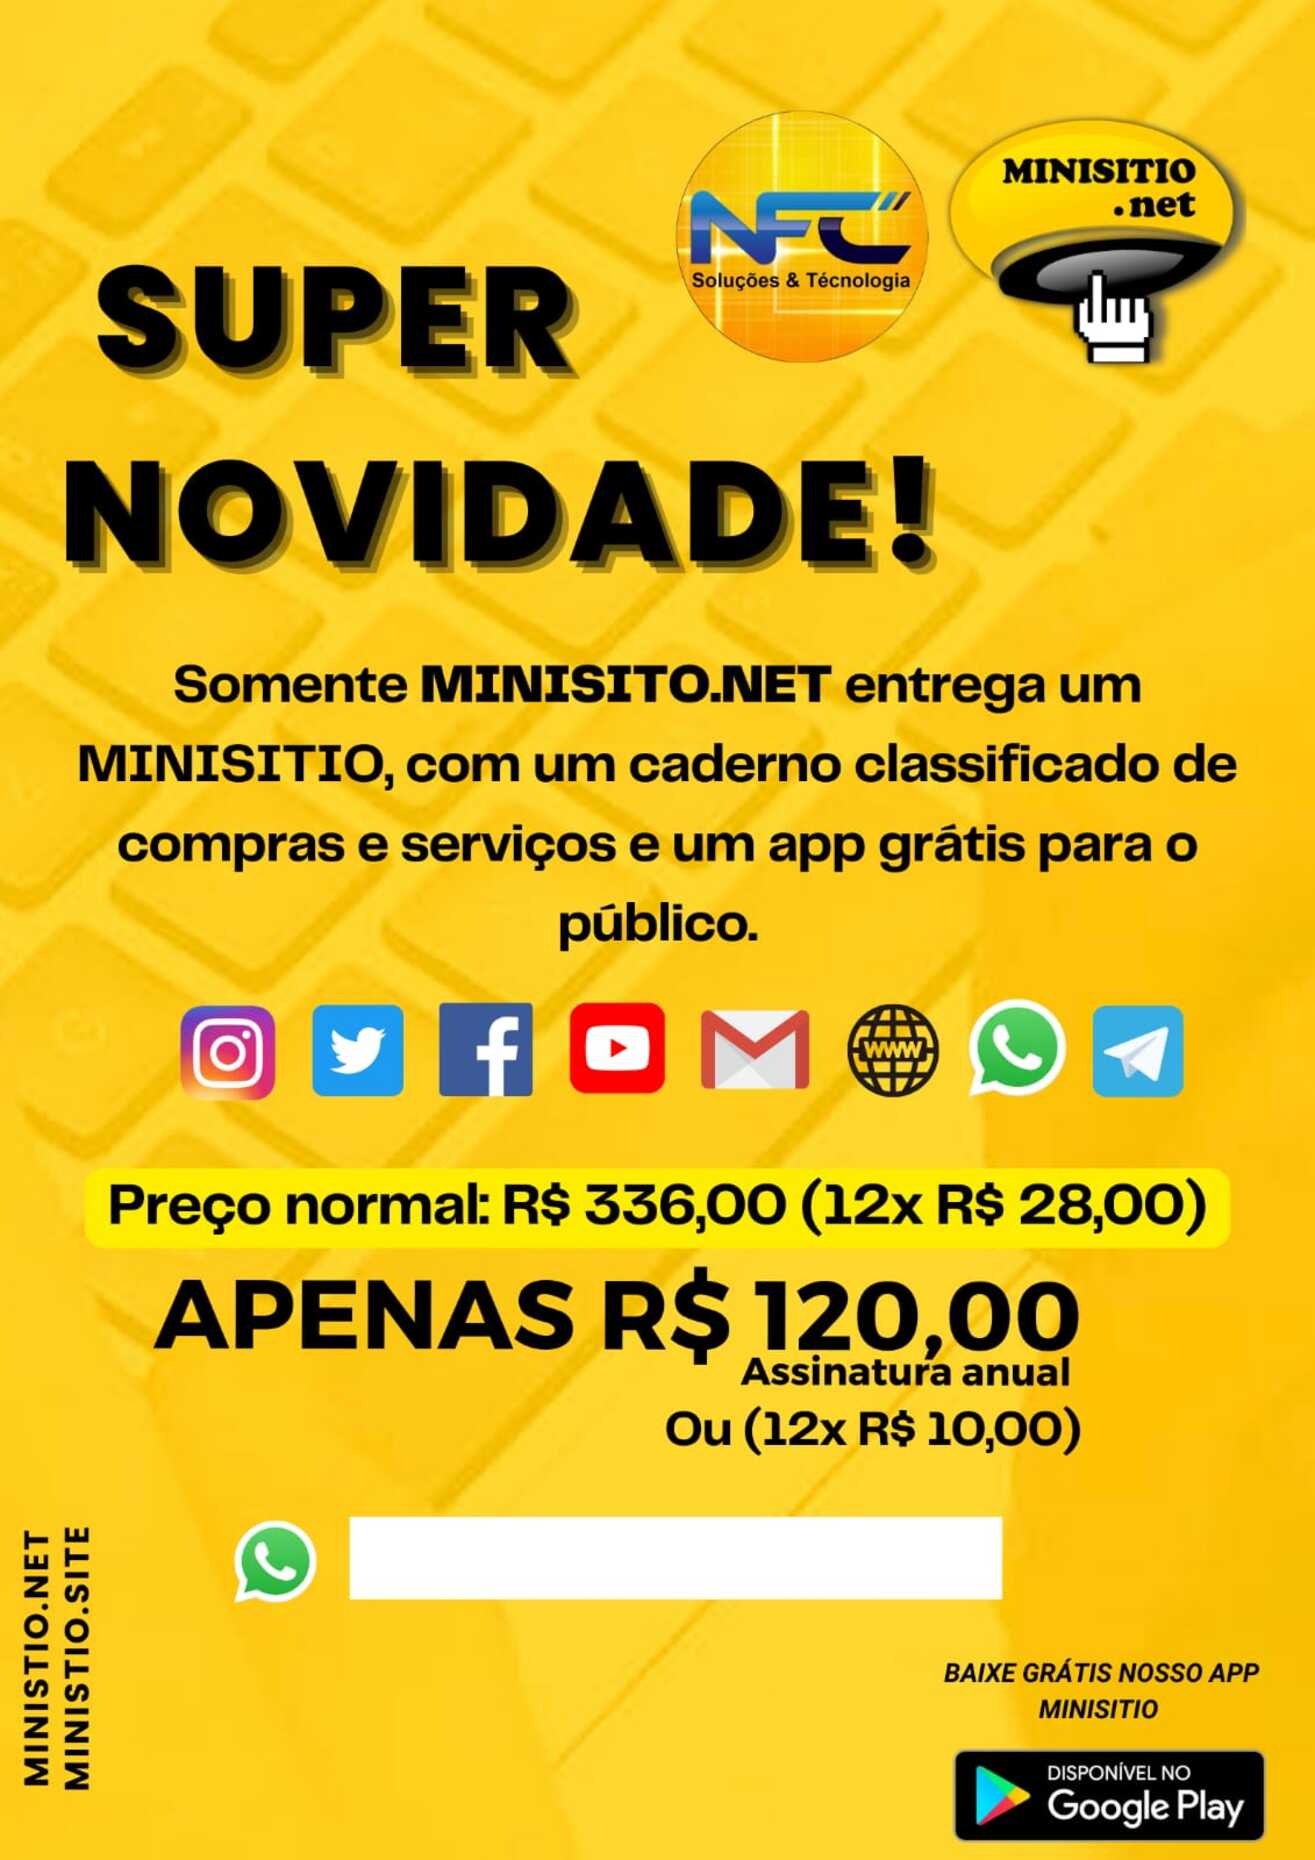 NFC
Soluções & Técnologia
MINISITIO
.net
SUPER
NOVIDADE!
Somente MINISITO.NET entrega um
MINISITIO, com um caderno classificado de
compras e serviços e um app grátis para o
público.
www
Preço normal: R$ 336,00 (12x R$ 28,00)
APENAS R$ 120,00
Assinatura anual
Ou (12x R$ 10,00)
MINISTIO.NET
MINISTIO.SITE
BAIXE GRÁTIS NOSSO APP
MINISITIO
DISPONÍVEL NO
Google Play